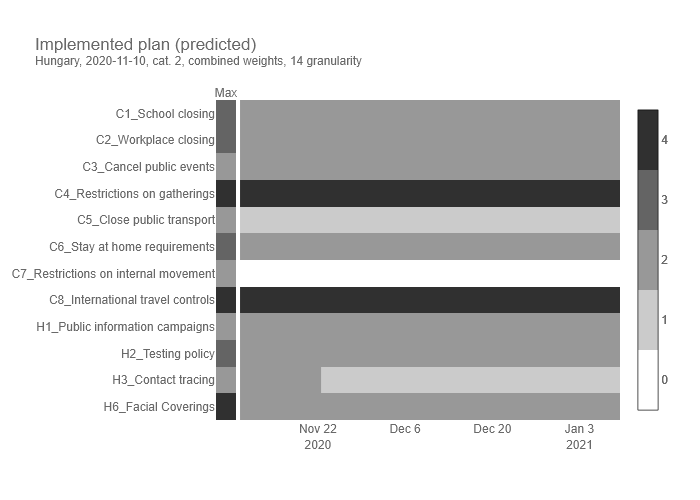 Implemented plan (predicted)
Hungary, 2020-11-10, cat. 2, combined weights, 14 granularity
Max
C1_School closing
C2_Workplace closing
C3_Cancel public events
C4_Restrictions on gatherings
C5_Close public transport
C6_Stay at home requirements
C7_Restrictions on internal movement
C8_International travel controls
H1_Public information campaigns
H2_Testing policy
H3_Contact tracing
H6_Facial Coverings
4
3
2
1
0
Nov 22 Dec 6 Dec 20 Jan 3
2020 2021